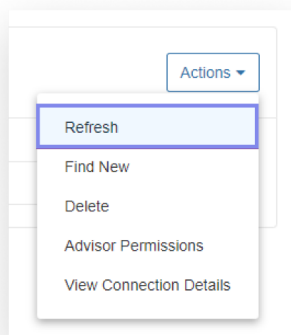 Actions
Refresh
Find New
Delete
Advisor Permissions
View Connection Details